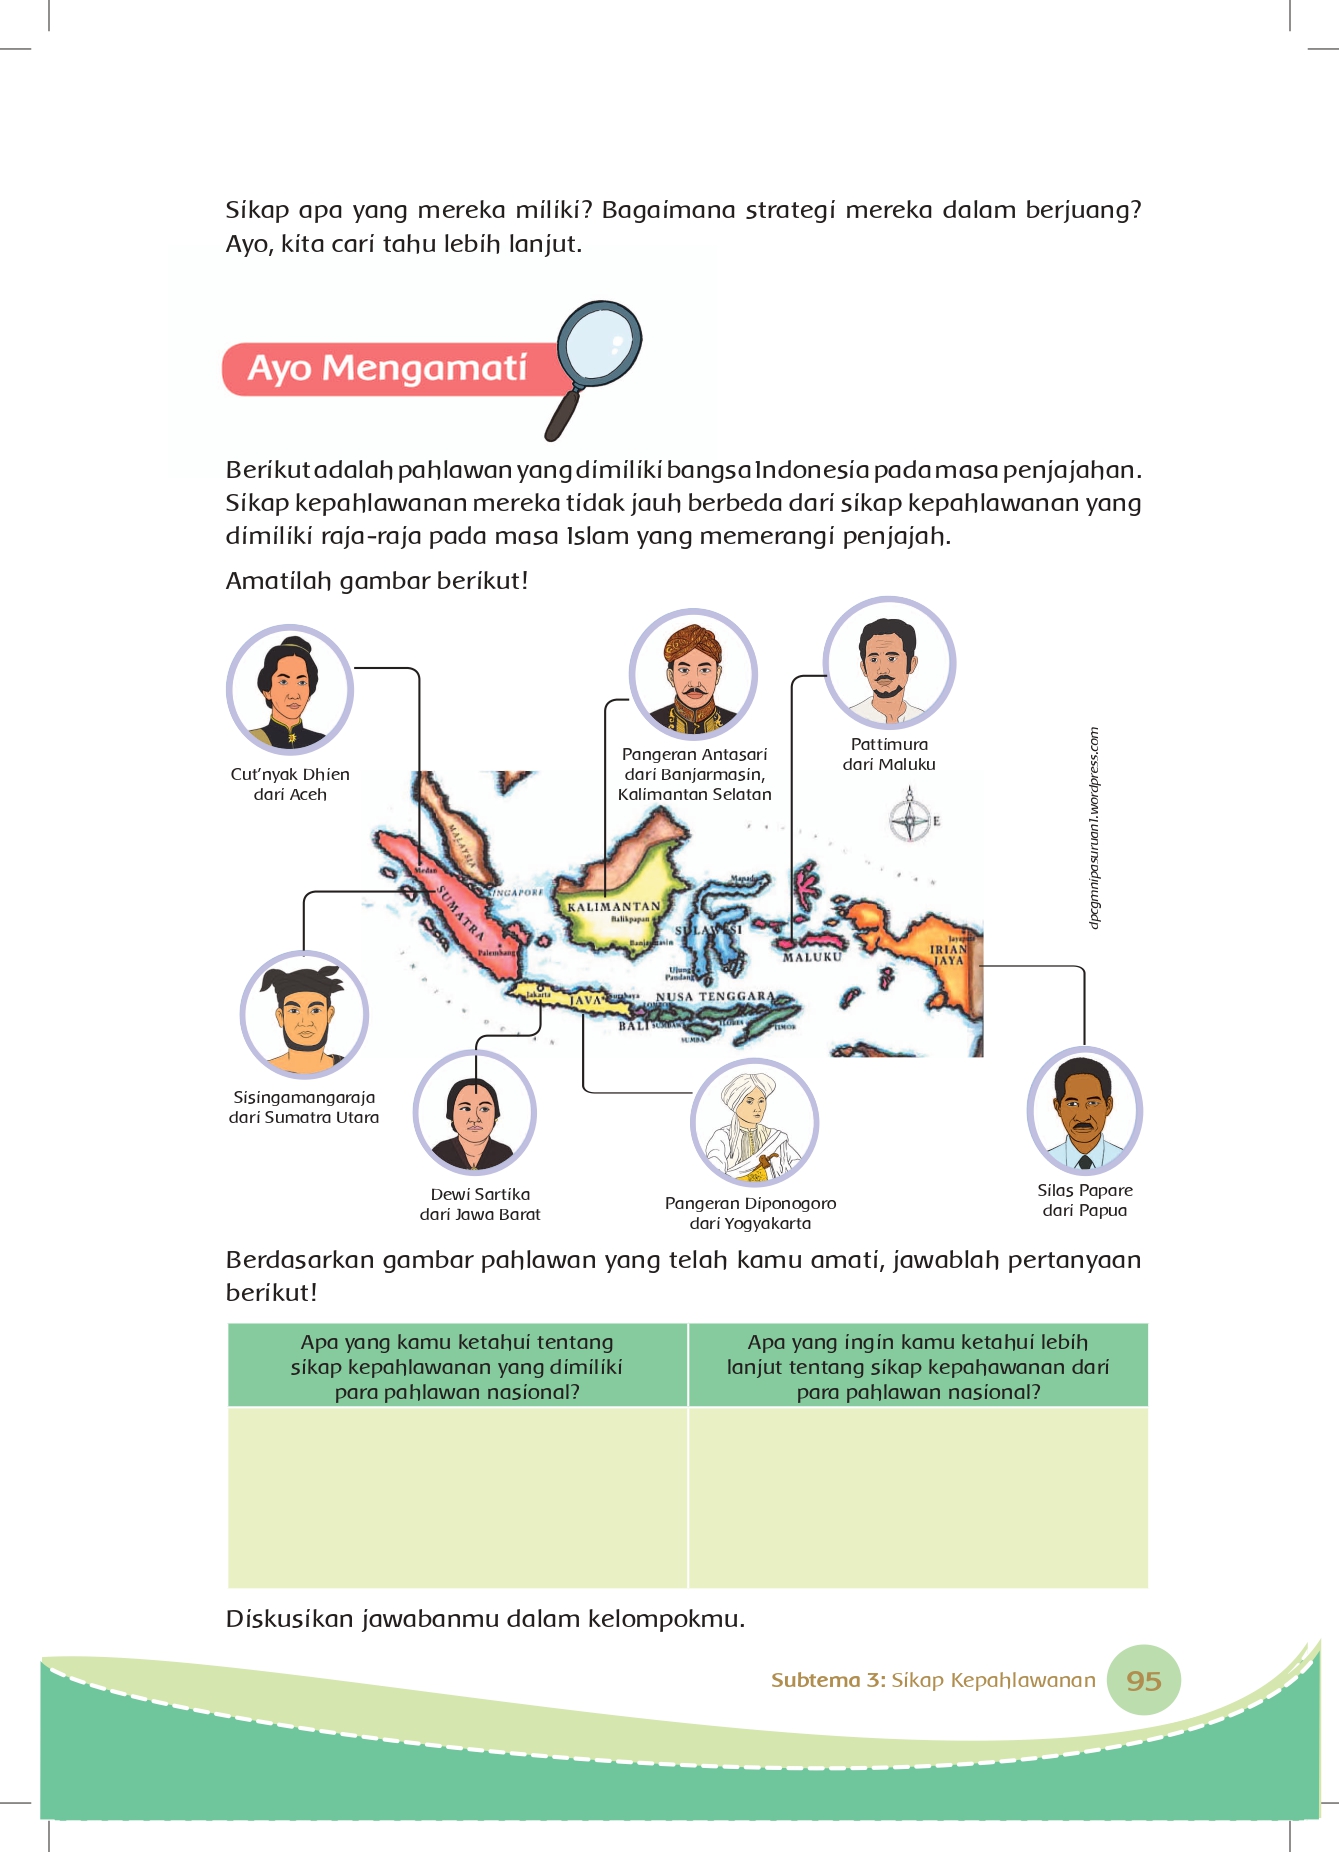 Sikap apa yang mereka miliki? Bagaimana strategi mereka dalam berjuang?
Ayo, kita cari tahu lebih lanjut.
Ayo Mengamati
Berikut adalah pahlawan yang dimiliki bangsa Indonesia pada masa penjajahan.
Sikap kepahlawanan mereka tidak jauh berbeda dari sikap kepahlawanan yang
dimiliki raja-raja pada masa Islam yang memerangi penjajah.
Amatilah gambar berikut!
Cut'nyak Dhien
dari Aceh
Pangeran Antasari
dari Banjarmasin,
Kalimantan Selatan
Pattimura
dari Maluku
dpcgmnipasuruan1.wordpress.com
E
MALAYSIA
Medan
SINGAPORE
SUMATRA
Palembang
KALIMANTAN
Balikpapan
Banjarmasin
Manado
SULAWESI
Ujung
Pandang
MALUKU
Jayapura
IRIAN
JAYA
Jakarta
JAVA
Surabaya
NUSA TENGGARA
BALI
SUMBAWA
FLORES
SUMBA
TIMOR
Sisingamangaraja
dari Sumatra Utara
Dewi Sartika
dari Jawa Barat
Pangeran Diponogoro
dari Yogyakarta
Silas Papare
dari Papua
Berdasarkan gambar pahlawan yang telah kamu amati, jawablah pertanyaan
berikut!
Apa yang kamu ketahui tentang
sikap kepahlawanan yang dimiliki
para pahlawan nasional?
Apa yang ingin kamu ketahui lebih
lanjut tentang sikap kepahawanan dari
para pahlawan nasional?
Diskusikan jawabanmu dalam kelompokmu.
Subtema 3: Sikap Kepahlawanan
95